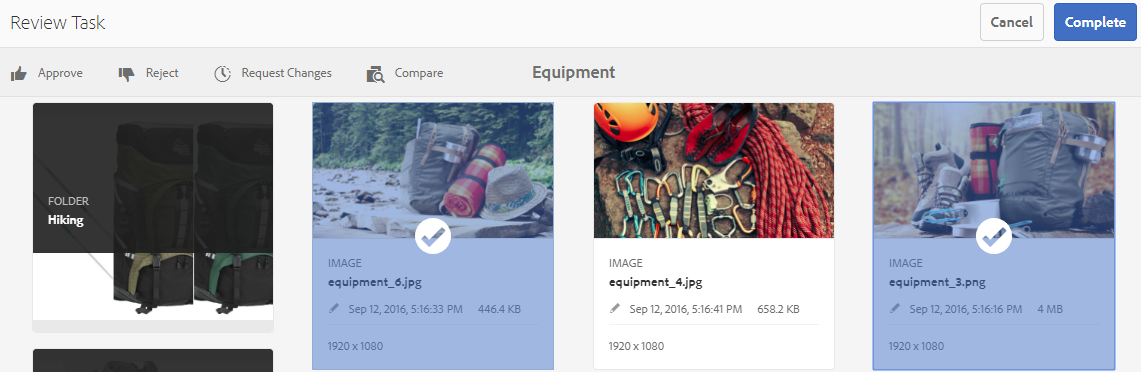 Review Task
Cancel
Complete
Approve
Reject
Request Changes
Compare
Equipment
FOLDER
Hiking
IMAGE
equipment_6.jpg
Sep 12, 2016, 5:16:33 PM 446.4 KB
1920 x 1080
IMAGE
equipment_4.jpg
Sep 12, 2016, 5:16:41 PM 658.2 KB
1920 x 1080
IMAGE
equipment_3.png
Sep 12, 2016, 5:16:16 PM 4 MB
1920 x 1080